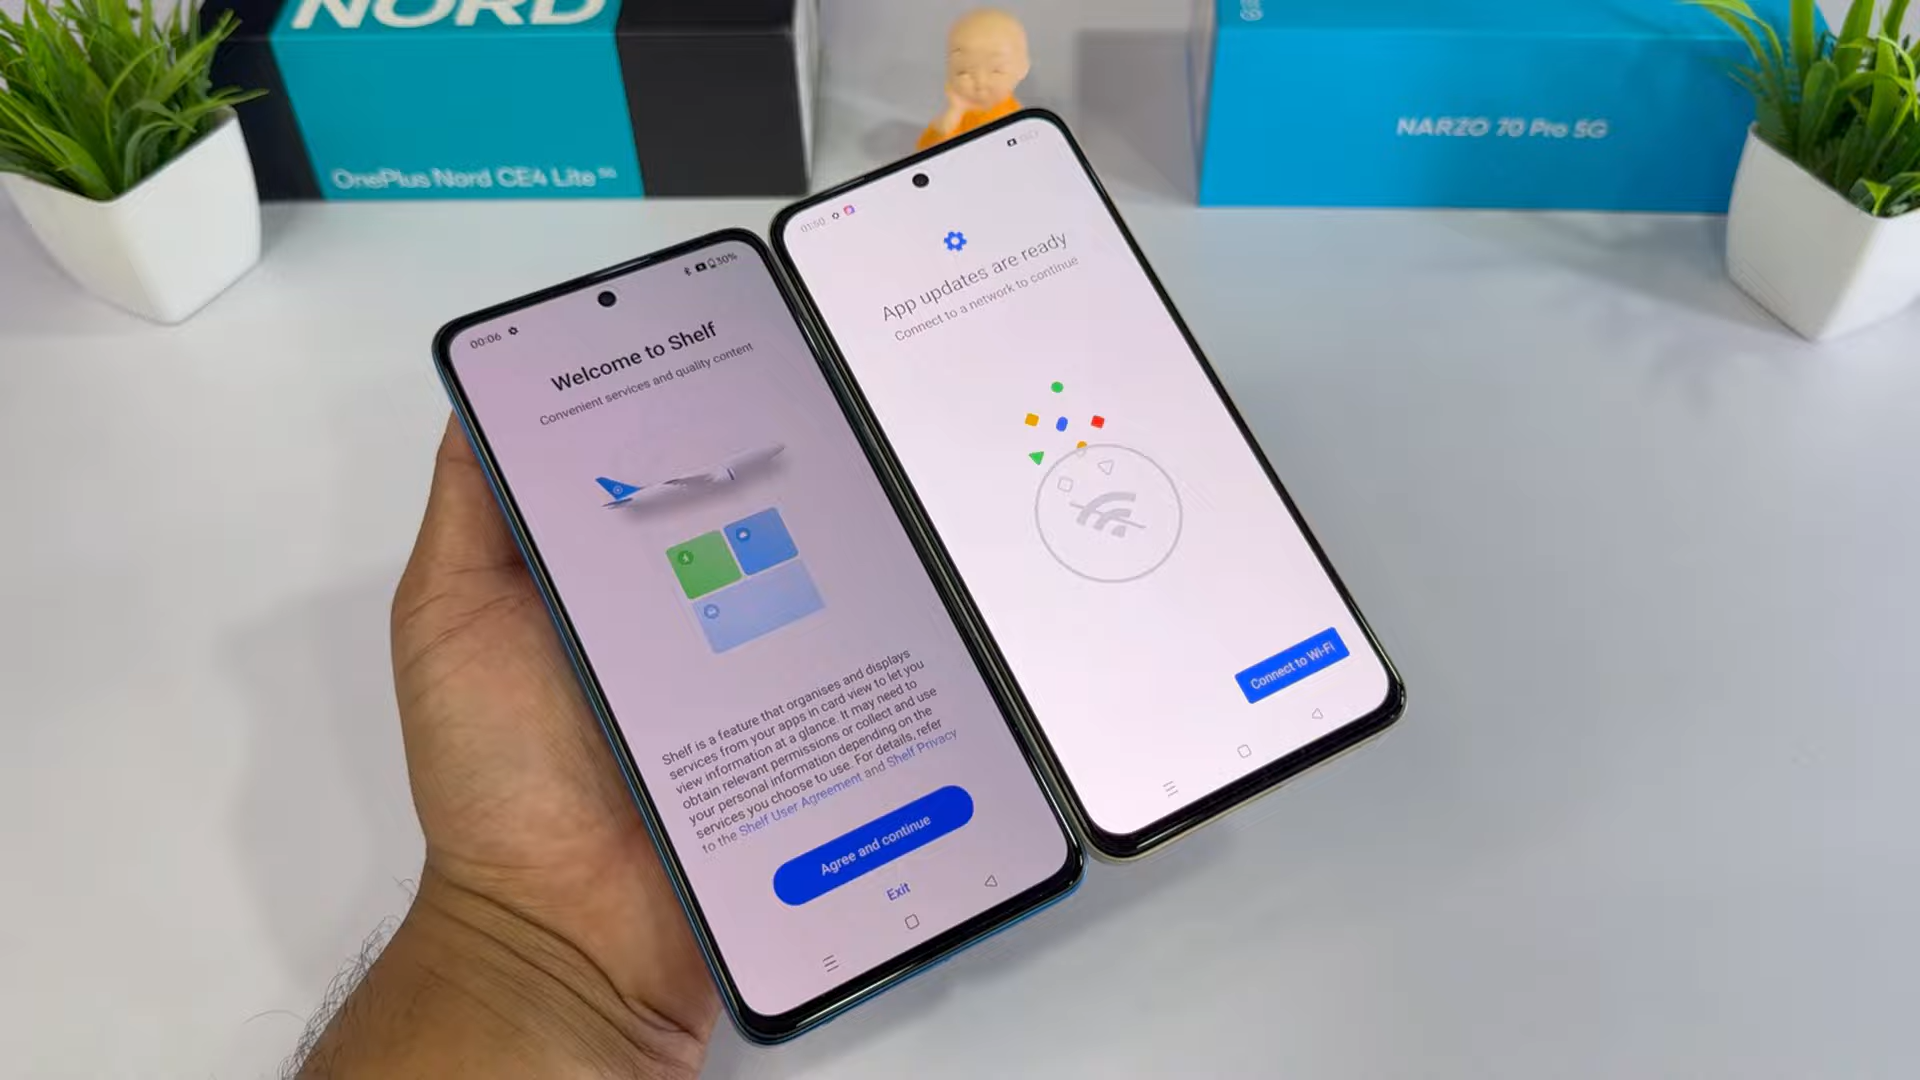 NORD
OnePlus Nord CE4 Lite 5G
NARZO 70 Pro 5G
00:06
30%
Welcome to Shelf
Convenient services and quality content
Shelf is a feature that organises and displays
services from your apps in card view to let you
view information at a glance. It may need to
obtain relevant permissions or collect and use
your personal information depending on the
services you choose to use. For details, refer
to the Shelf User Agreement and Shelf Privacy
Agree and continue
Exit
01:50
App updates are ready
Connect to a network to continue
Connect to Wi-Fi